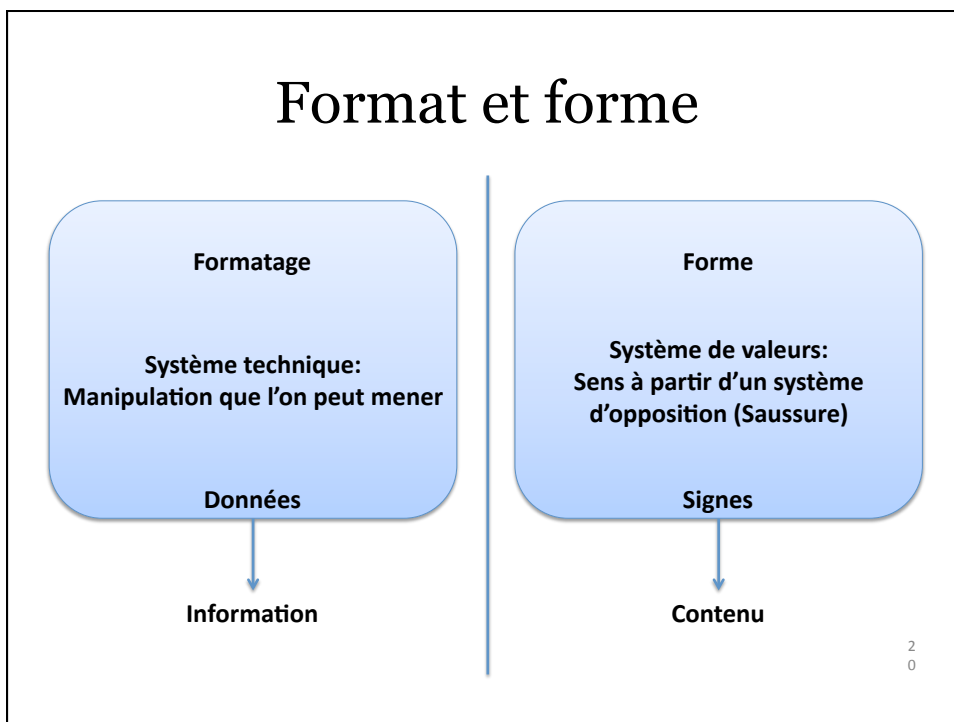 Format et forme
Formatage
Système technique:
Manipulation que l'on peut mener
Données
Information
Forme
Système de valeurs:
Sens à partir d'un système
d'opposition (Saussure)
Signes
Contenu
2
0